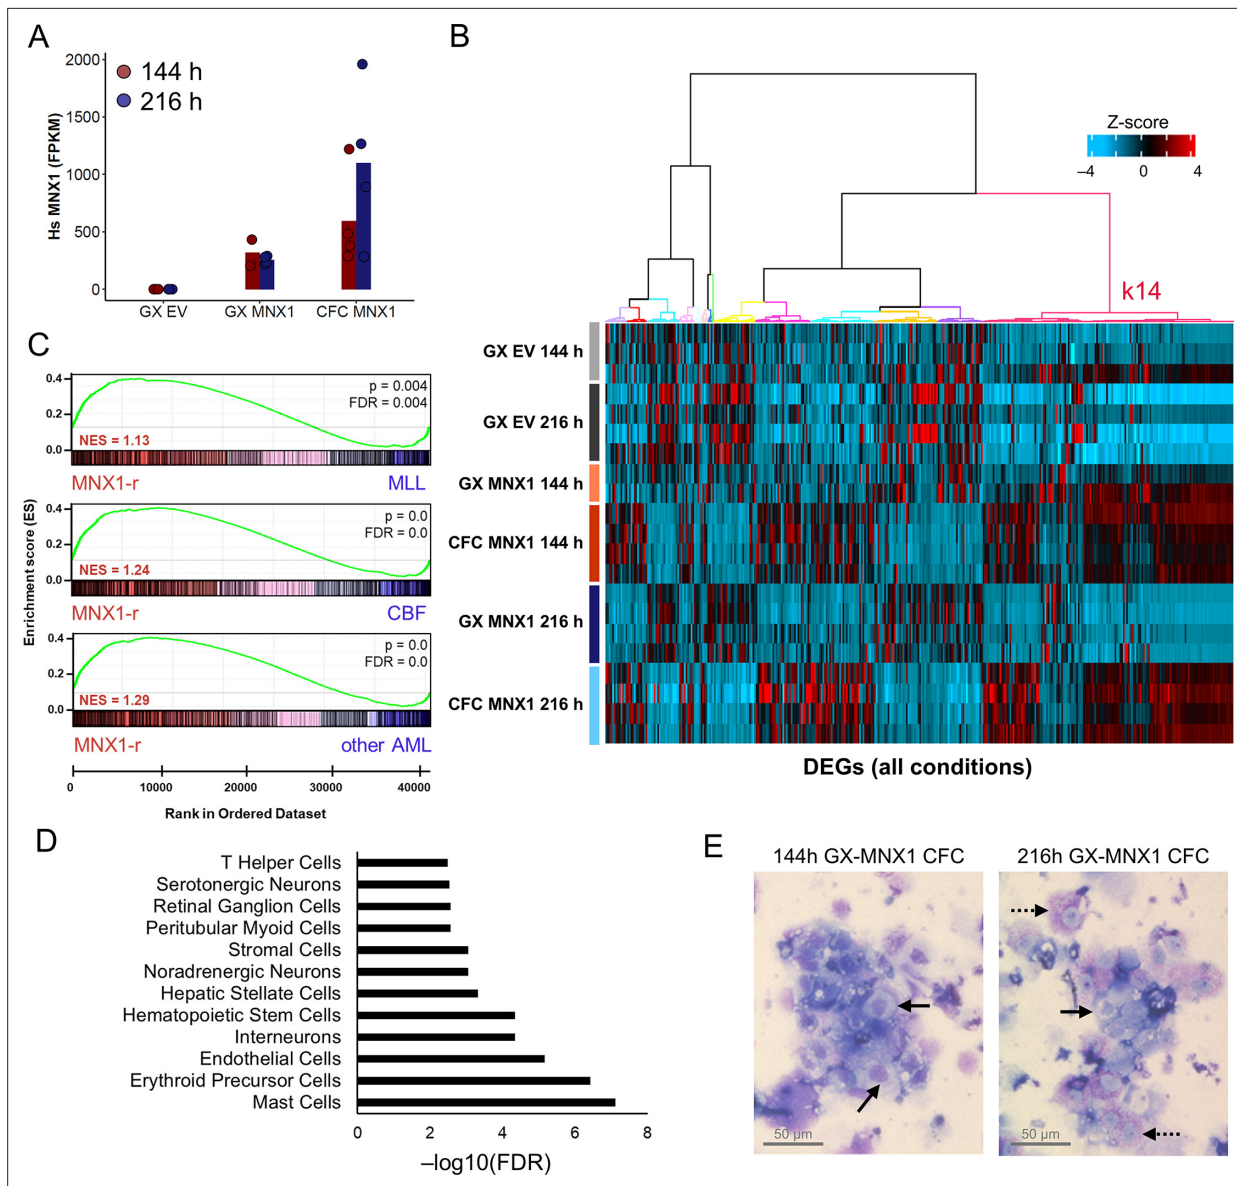 A
2000
1500
1000
500
0
Hs MNX1 (FPKM)
144 h
216 h
GX EV
GX MNX1
CFC MNX1
B
Z-score
–4
0
4
k14
GX EV 144 h
GX EV 216 h
GX MNX1 144 h
CFC MNX1 144 h
GX MNX1 216 h
CFC MNX1 216 h
DEGs (all conditions)
C
Enrichment score (ES)
0.4
0.2
0.0
p = 0.004
FDR = 0.004
NES = 1.13
MNX1-r
MLL
0.4
0.2
0.0
p = 0.0
FDR = 0.0
NES = 1.24
MNX1-r
CBF
0.4
0.2
0.0
p = 0.0
FDR = 0.0
NES = 1.29
MNX1-r
other AML
0
10000
20000
30000
40000
Rank in Ordered Dataset
D
T Helper Cells
Serotonergic Neurons
Retinal Ganglion Cells
Peritubular Myoid Cells
Stromal Cells
Noradrenergic Neurons
Hepatic Stellate Cells
Hematopoietic Stem Cells
Interneurons
Endothelial Cells
Erythroid Precursor Cells
Mast Cells
0
2
4
6
8
–log10(FDR)
E
144h GX-MNX1 CFC
50 µm
216h GX-MNX1 CFC
50 µm